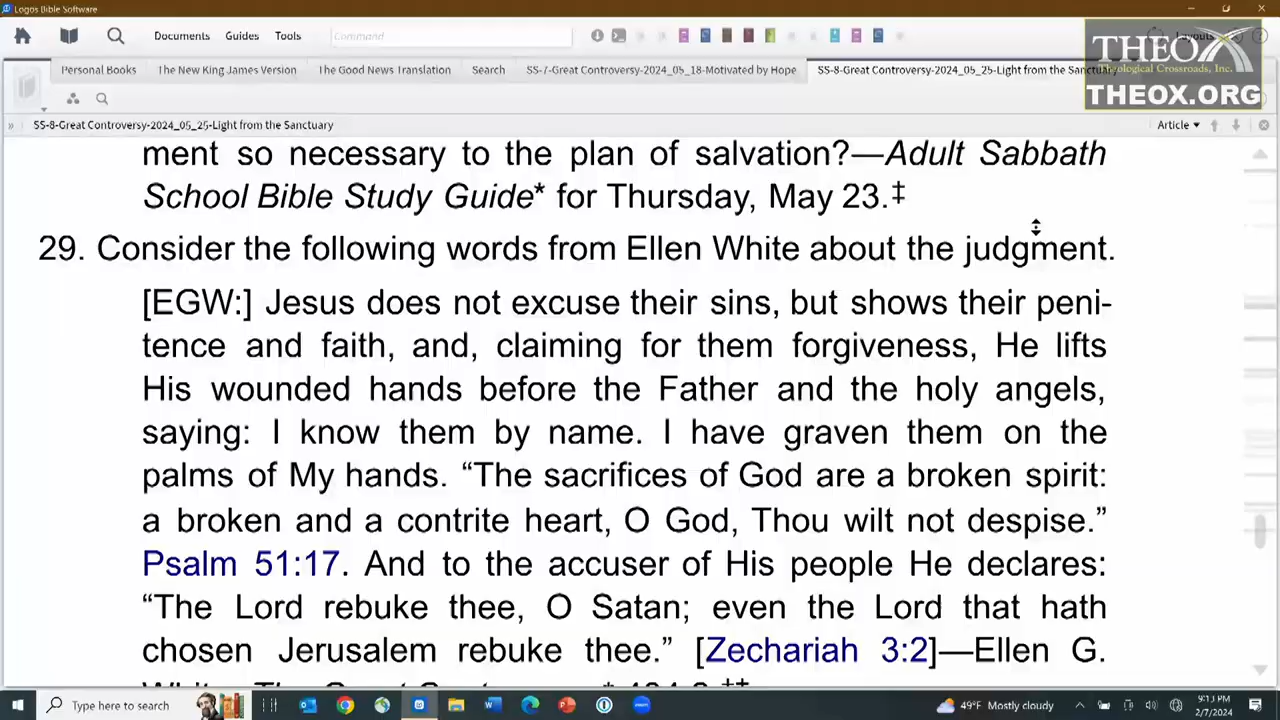 Logos Bible Software
Documents Guides Tools Command Layouts
THEOX
Theological Crossroads, Inc.
THEOX.ORG
Personal Books The New King James Version The Good News SS-7-Great Controversy-2024_05_18-Motivated by Hope SS-8-Great Controversy-2024_05_25-Light from the Sanctu
» SS-8-Great Controversy-2024_05_25-Light from the Sanctuary Article
ment so necessary to the plan of salvation?—Adult Sabbath
School Bible Study Guide* for Thursday, May 23.‡
29. Consider the following words from Ellen White about the judgment.
[EGW:] Jesus does not excuse their sins, but shows their peni-
tence and faith, and, claiming for them forgiveness, He lifts
His wounded hands before the Father and the holy angels,
saying: I know them by name. I have graven them on the
palms of My hands. “The sacrifices of God are a broken spirit:
a broken and a contrite heart, O God, Thou wilt not despise.”
Psalm 51:17. And to the accuser of His people He declares:
“The Lord rebuke thee, O Satan; even the Lord that hath
chosen Jerusalem rebuke thee.” [Zechariah 3:2]—Ellen G.
Type here to search
49°F Mostly cloudy
9:13 PM
2/7/2024